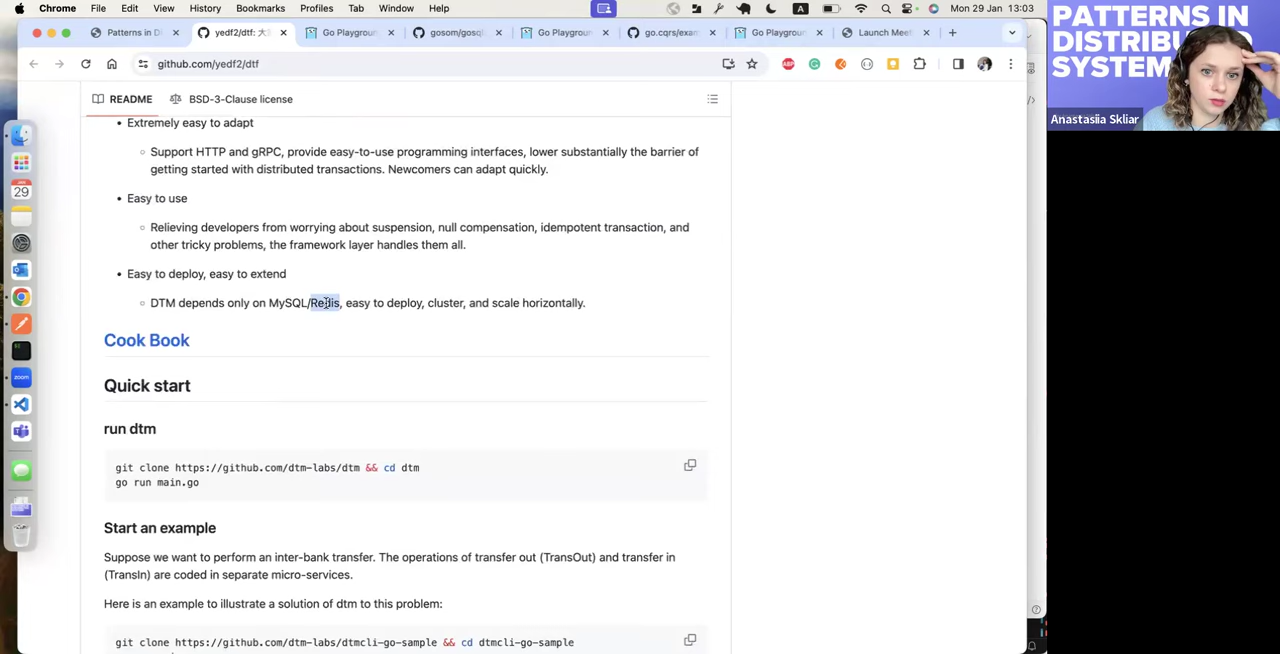 Chrome File Edit View History Bookmarks Profiles Tab Window Help A Mon 29 Jan 13:03
Patterns in Di
yedf2/dtf:
Go Playgroun
gosom/gosql
Go Playgroun
go.cqrs/exam
Go Playgroun
Launch Meet
github.com/yedf2/dtf
README
BSD-3-Clause license
• Extremely easy to adapt
Support HTTP and gRPC, provide easy-to-use programming interfaces, lower substantially the barrier of
getting started with distributed transactions. Newcomers can adapt quickly.
• Easy to use
Relieving developers from worrying about suspension, null compensation, idempotent transaction, and
other tricky problems, the framework layer handles them all.
• Easy to deploy, easy to extend
DTM depends only on MySQL/Redis, easy to deploy, cluster, and scale horizontally.
Cook Book
Quick start
run dtm
git clone https://github.com/dtm-labs/dtm && cd dtm
go run main.go
Start an example
Suppose we want to perform an inter-bank transfer. The operations of transfer out (TransOut) and transfer in
(TransIn) are coded in separate micro-services.
Here is an example to illustrate a solution of dtm to this problem:
git clone https://github.com/dtm-labs/dtmcli-go-sample && cd dtmcli-go-sample
29
zoom
ABP
PATTERNS IN
DISTRIBU
SYSTEM
Anastasiia Skliar